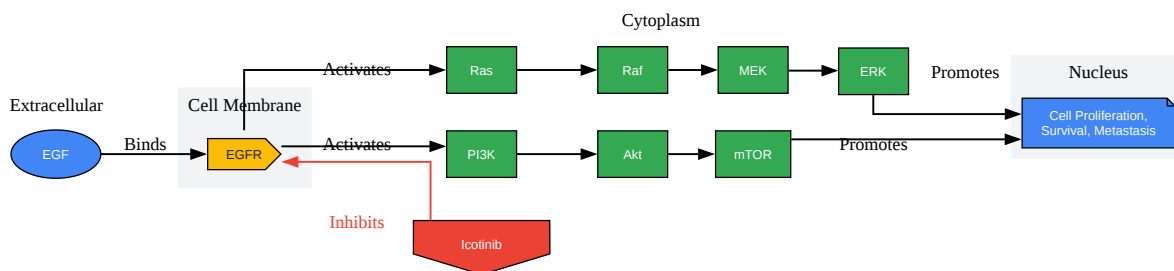 Cytoplasm
Activates
Ras
Raf
MEK
ERK
Promotes
Nucleus
Extracellular
Cell Membrane
Cell Proliferation,
Survival, Metastasis
EGF
Binds
EGFR
Activates
PI3K
Akt
mTOR
Promotes
Inhibits
Icotinib